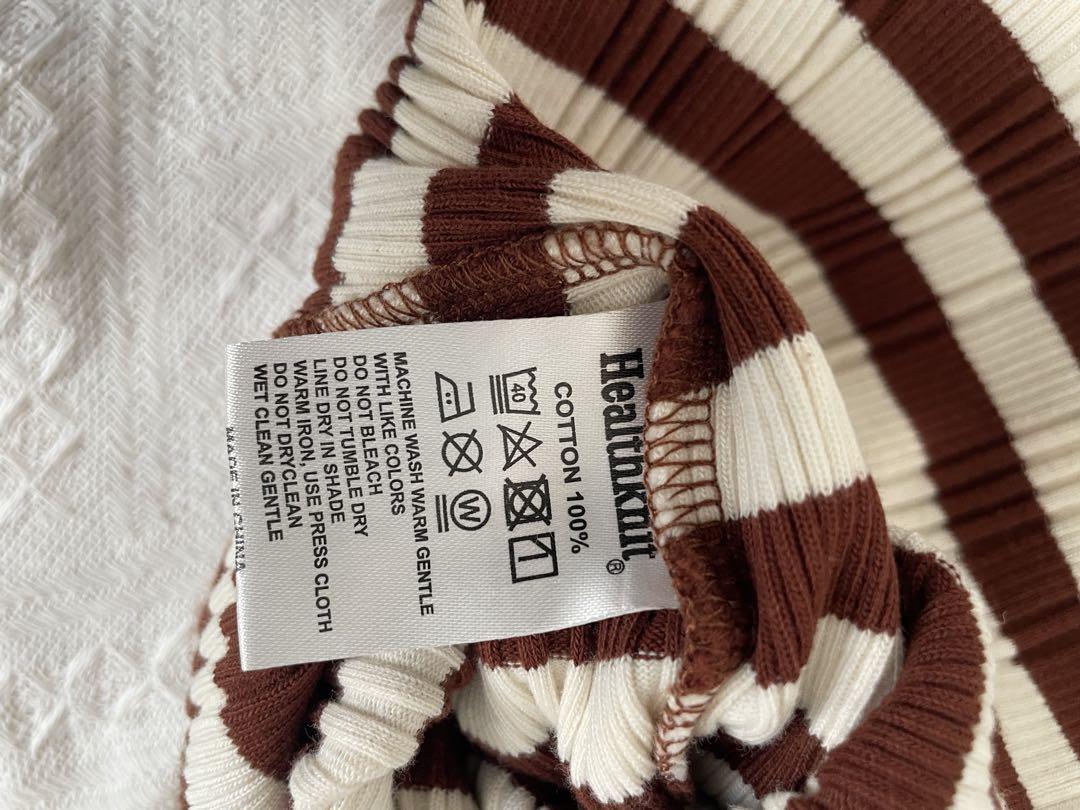 Healthknit®
COTTON 100%
40
W
MACHINE WASH WARM GENTLE
WITH LIKE COLORS
DO NOT BLEACH
DO NOT TUMBLE DRY
LINE DRY IN SHADE
WARM IRON, USE PRESS CLOTH
DO NOT DRYCLEAN
WET CLEAN GENTLE
MADE IN CHINA